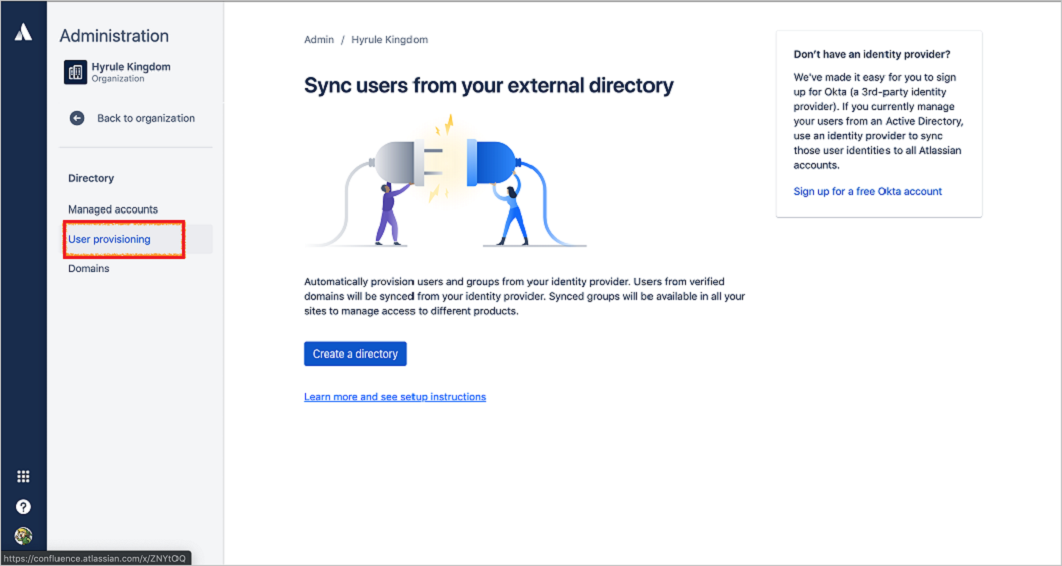 Administration
Hyrule Kingdom
Organization
Back to organization
Directory
Managed accounts
User provisioning
Domains
Admin / Hyrule Kingdom
Sync users from your external directory
Automatically provision users and groups from your identity provider. Users from verified
domains will be synced from your identity provider. Synced groups will be available in all your
sites to manage access to different products.
Create a directory
Learn more and see setup instructions
Don't have an identity provider?
We've made it easy for you to sign
up for Okta (a 3rd-party identity
provider). If you currently manage
your users from an Active Directory,
use an identity provider to sync
those user identities to all Atlassian
accounts.
Sign up for a free Okta account
https://confluence.atlassian.com/x/ZNYtOQ